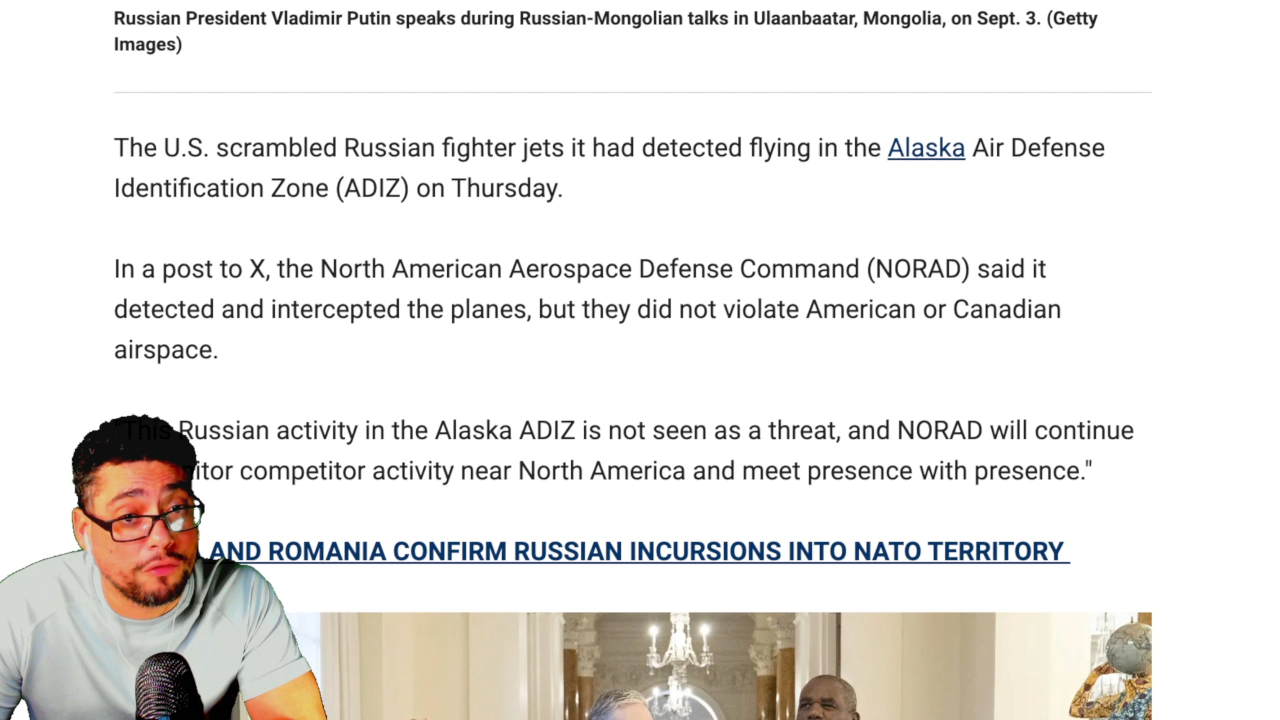 Russian President Vladimir Putin speaks during Russian-Mongolian talks in Ulaanbaatar, Mongolia, on Sept. 3. (Getty
Images)
The U.S. scrambled Russian fighter jets it had detected flying in the Alaska Air Defense
Identification Zone (ADIZ) on Thursday.
In a post to X, the North American Aerospace Defense Command (NORAD) said it
detected and intercepted the planes, but they did not violate American or Canadian
airspace.
"This Russian activity in the Alaska ADIZ is not seen as a threat, and NORAD will continue
competitor activity near North America and meet presence with presence."
AND ROMANIA CONFIRM RUSSIAN INCURSIONS INTO NATO TERRITORY